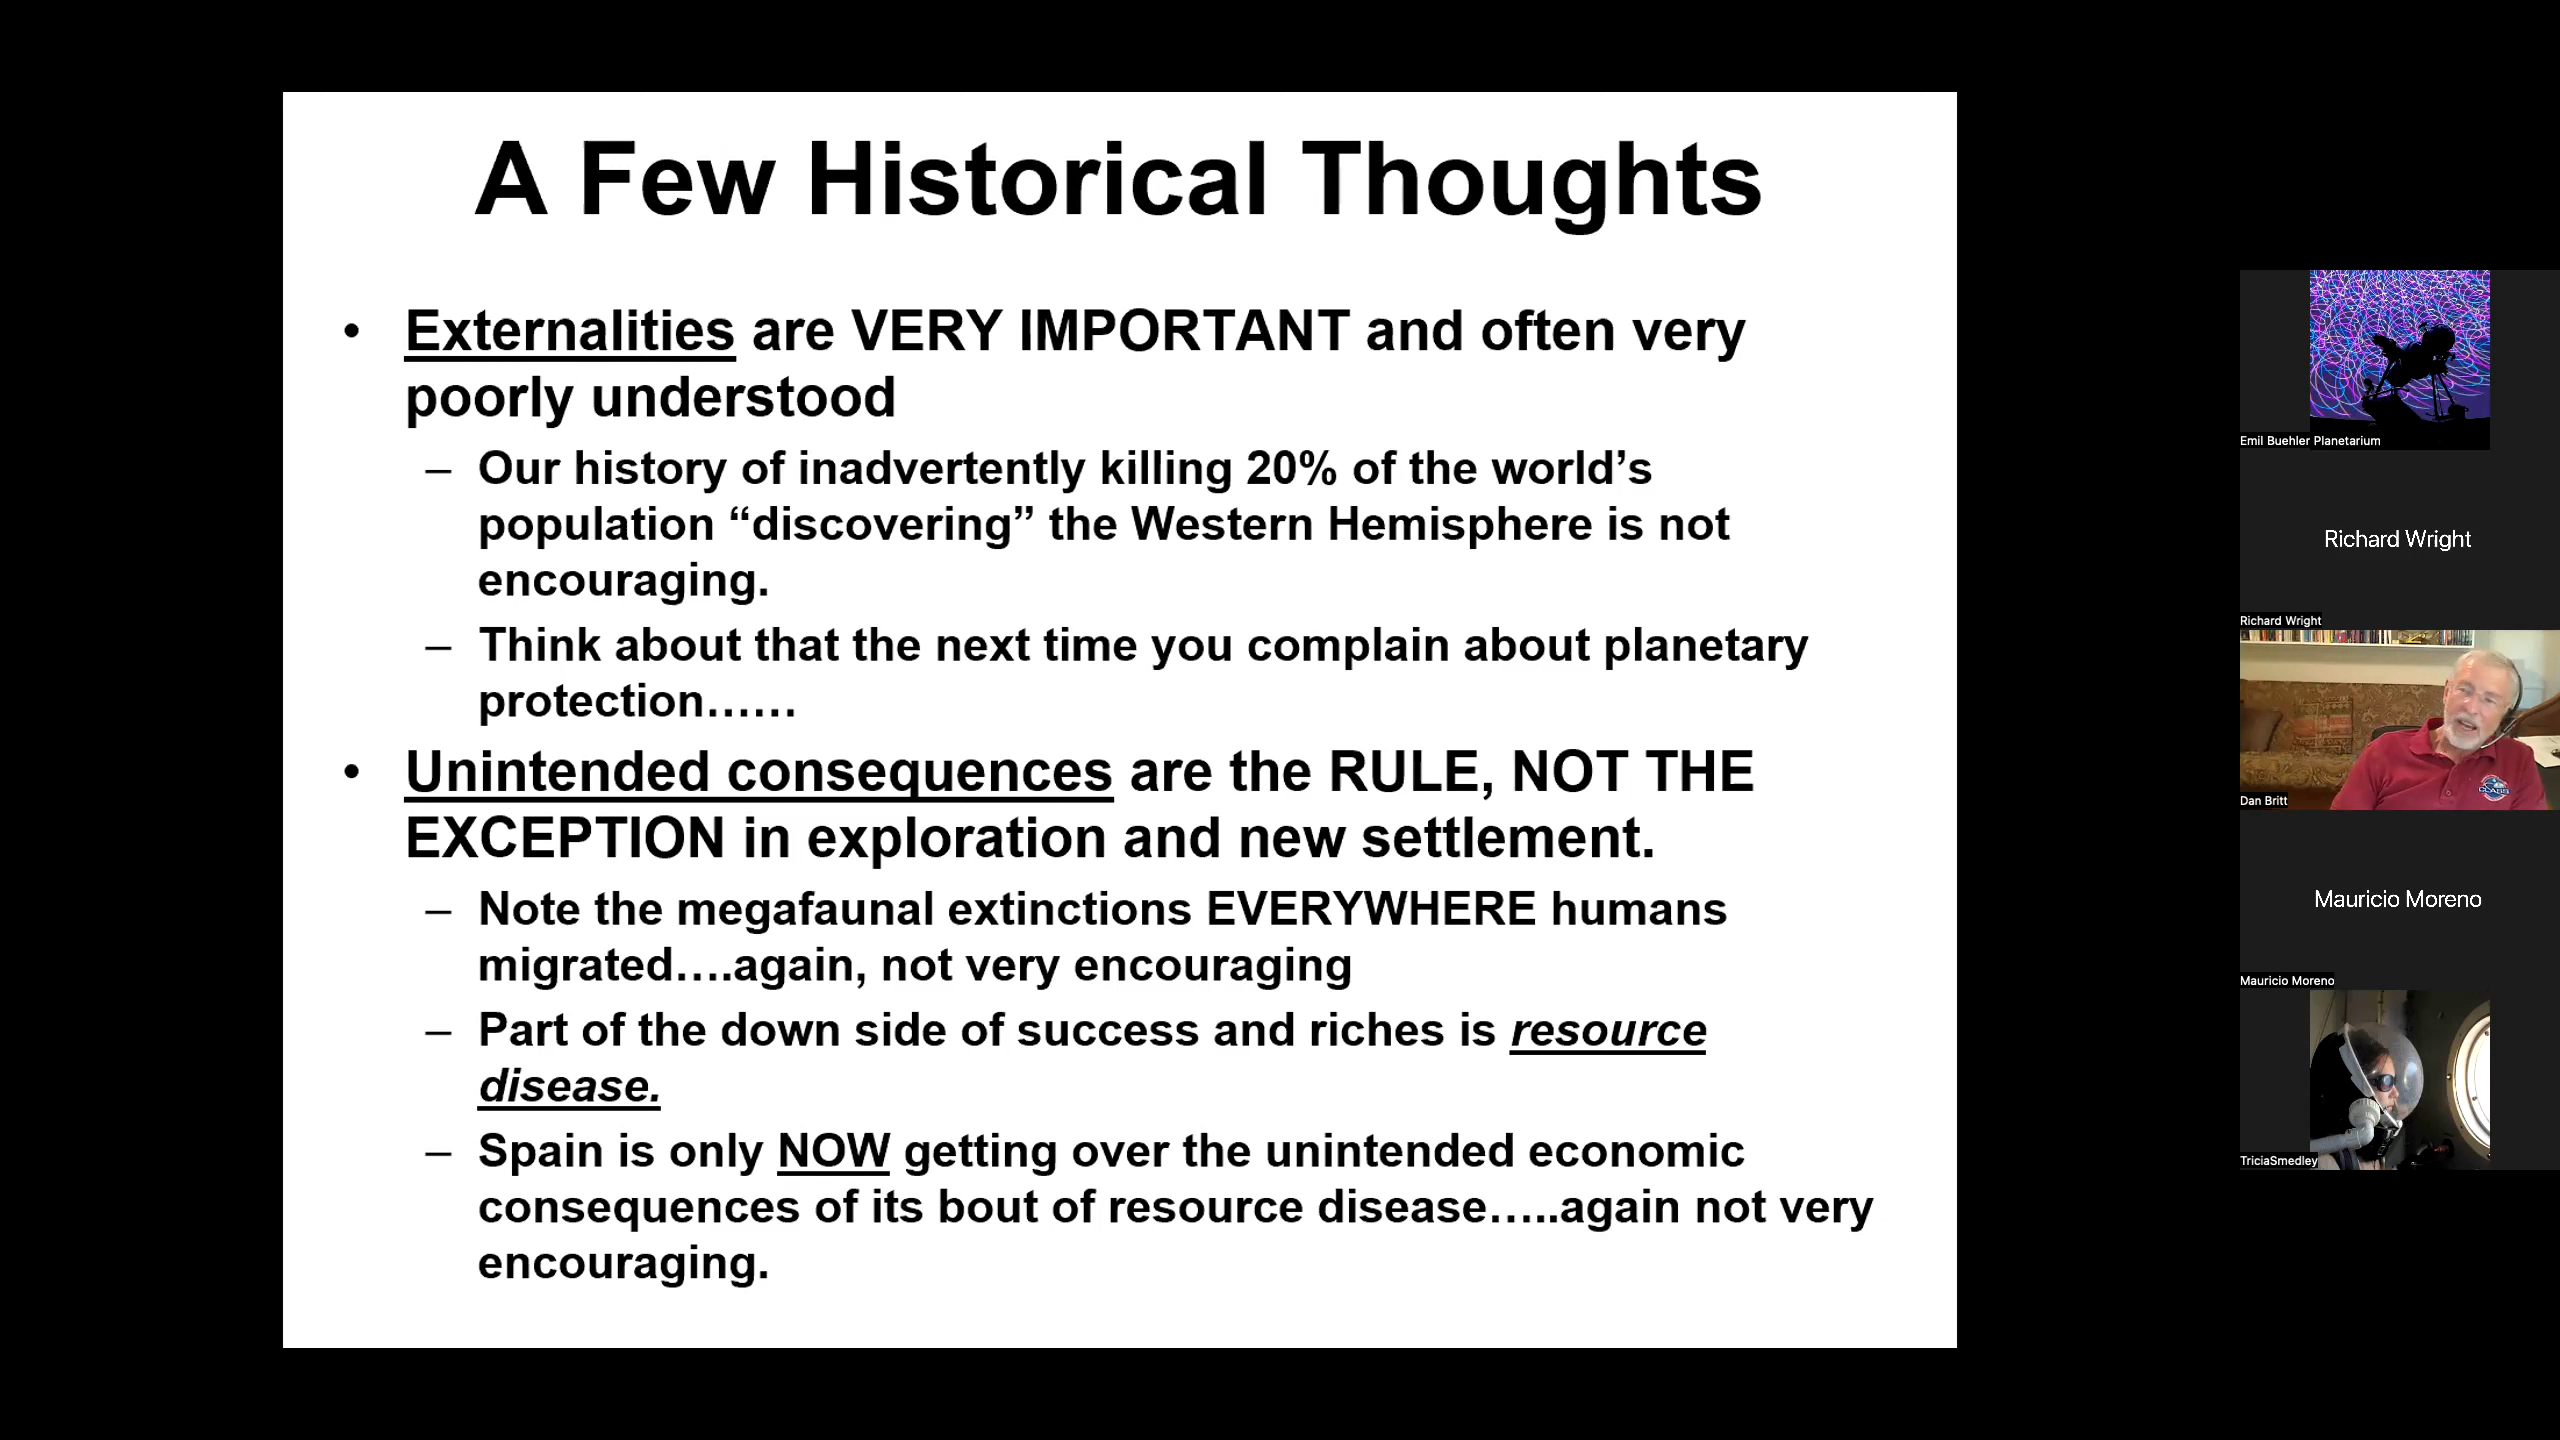 A Few Historical Thoughts
• Externalities are VERY IMPORTANT and often very
poorly understood
– Our history of inadvertently killing 20% of the world’s
population “discovering” the Western Hemisphere is not
encouraging.
– Think about that the next time you complain about planetary
protection……
• Unintended consequences are the RULE, NOT THE
EXCEPTION in exploration and new settlement.
– Note the megafaunal extinctions EVERYWHERE humans
migrated….again, not very encouraging
– Part of the down side of success and riches is resource
disease.
– Spain is only NOW getting over the unintended economic
consequences of its bout of resource disease…..again not very
encouraging.
Emil Buehler Planetarium
Richard Wright
Richard Wright
CLASS
Dan Britt
Mauricio Moreno
Mauricio Moreno
TriciaSmedley